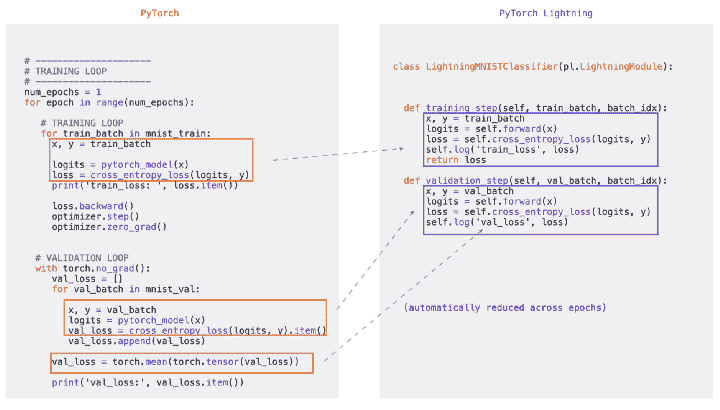 PyTorch
# ----------------------
# TRAINING LOOP
# ----------------------
num_epochs = 1
for epoch in range(num_epochs):
# TRAINING LOOP
for train_batch in mnist_train:
x, y = train_batch
logits = pytorch_model(x)
loss = cross_entropy_loss(logits, y)
print('train_loss: ', loss.item())
loss.backward()
optimizer.step()
optimizer.zero_grad()
# VALIDATION LOOP
with torch.no_grad():
val_loss = []
for val_batch in mnist_val:
x, y = val_batch
logits = pytorch_model(x)
val_loss = cross_entropy_loss(logits, y).item()
val_loss.append(val_loss)
val_loss = torch.mean(torch.tensor(val_loss))
print('val_loss:', val_loss.item())
PyTorch Lightning
class LightningMNISTClassifier(pl.LightningModule):
def training_step(self, train_batch, batch_idx):
x, y = train_batch
logits = self.forward(x)
loss = self.cross_entropy_loss(logits, y)
self.log('train_loss', loss)
return loss
def validation_step(self, val_batch, batch_idx):
x, y = val_batch
logits = self.forward(x)
loss = self.cross_entropy_loss(logits, y)
self.log('val_loss', loss)
(automatically reduced across epochs)